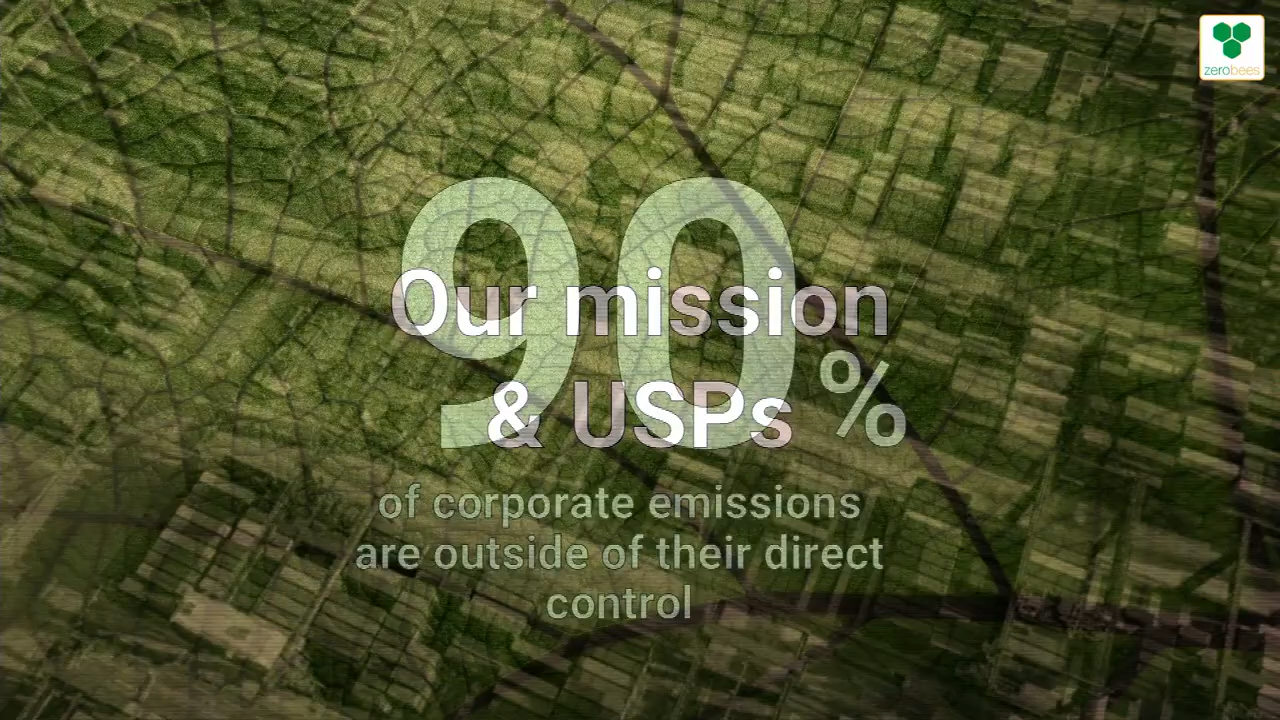 zerobees
90%
Our mission
& USPs
of corporate emissions
are outside of their direct
control